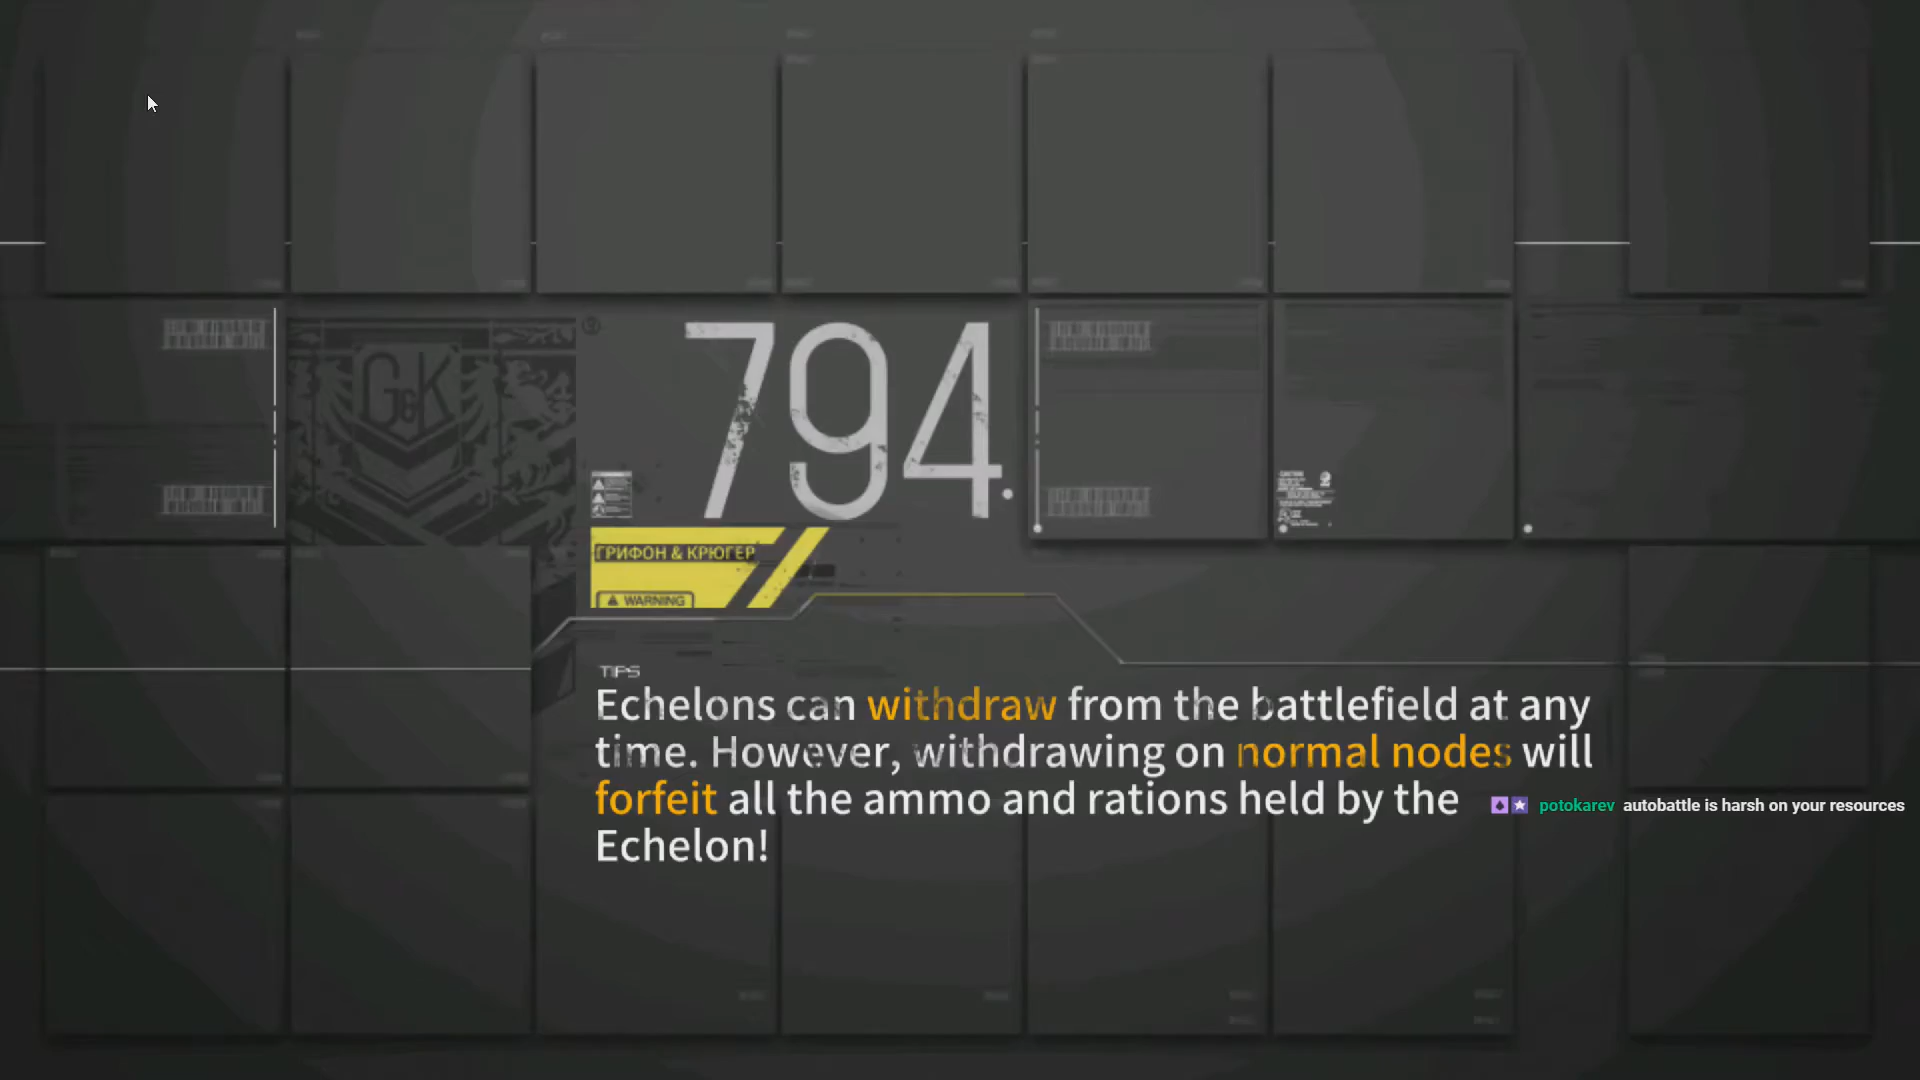 G&K
794.
ГРИФОН & КРЮГЕР
WARNING
TIPS
Echelons can withdraw from the battlefield at any
time. However, withdrawing on normal nodes will
forfeit all the ammo and rations held by the
Echelon!
potokarev autobattle is harsh on your resources
CAUTION